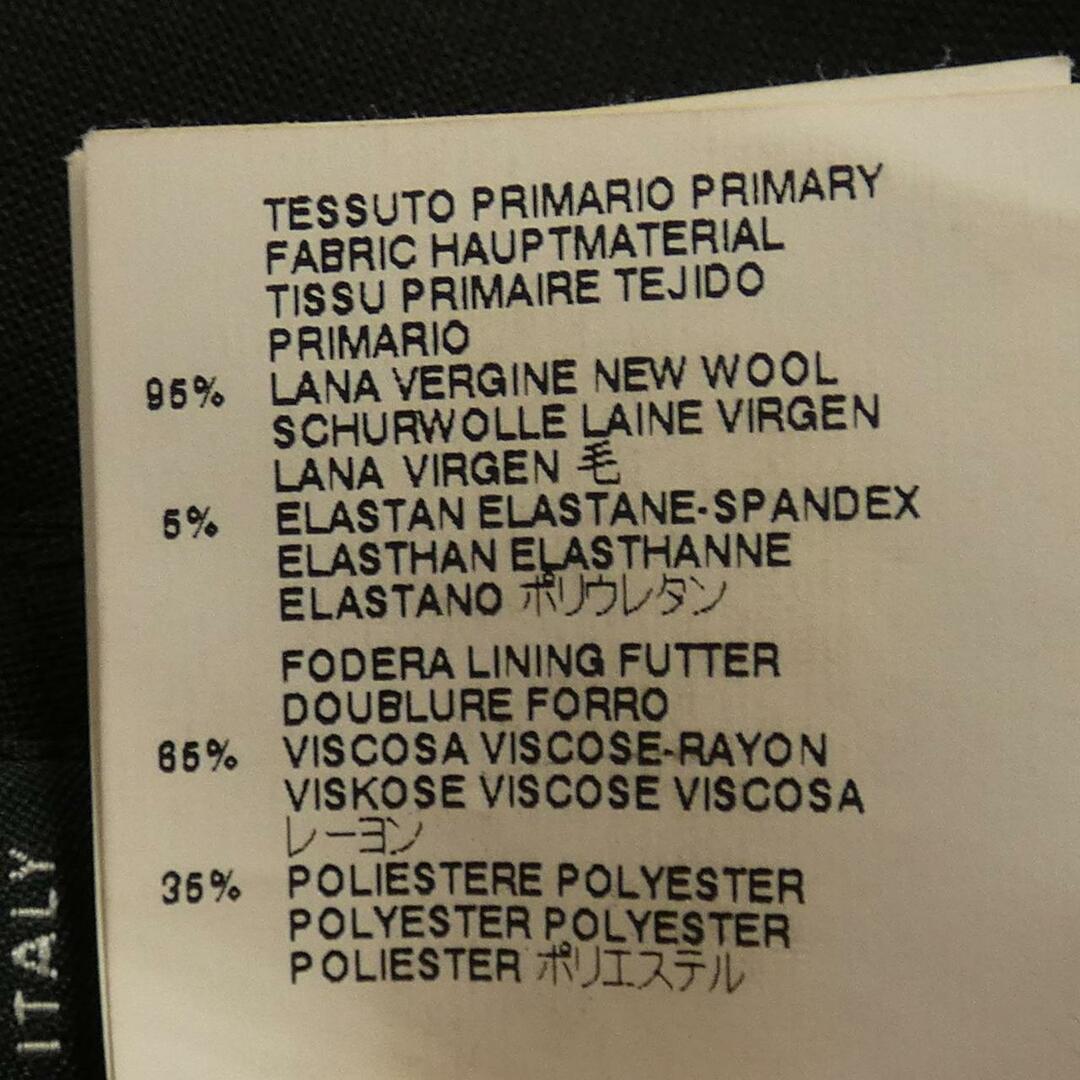 TESSUTO PRIMARIO PRIMARY
FABRIC HAUPTMATERIAL
TISSU PRIMAIRE TEJIDO
PRIMARIO
95% LANA VERGINE NEW WOOL
SCHURWOLLE LAINE VIRGEN
LANA VIRGEN 毛
5% ELASTAN ELASTANE-SPANDEX
ELASTHAN ELASTHANNE
ELASTANO ポリウレタン
FODERA LINING FUTTER
DOUBLURE FORRO
65% VISCOSA VISCOSE-RAYON
VISKOSE VISCOSE VISCOSA
レーヨン
35% POLIESTERE POLYESTER
POLYESTER POLYESTER
POLIESTER ポリエステル
ITALY